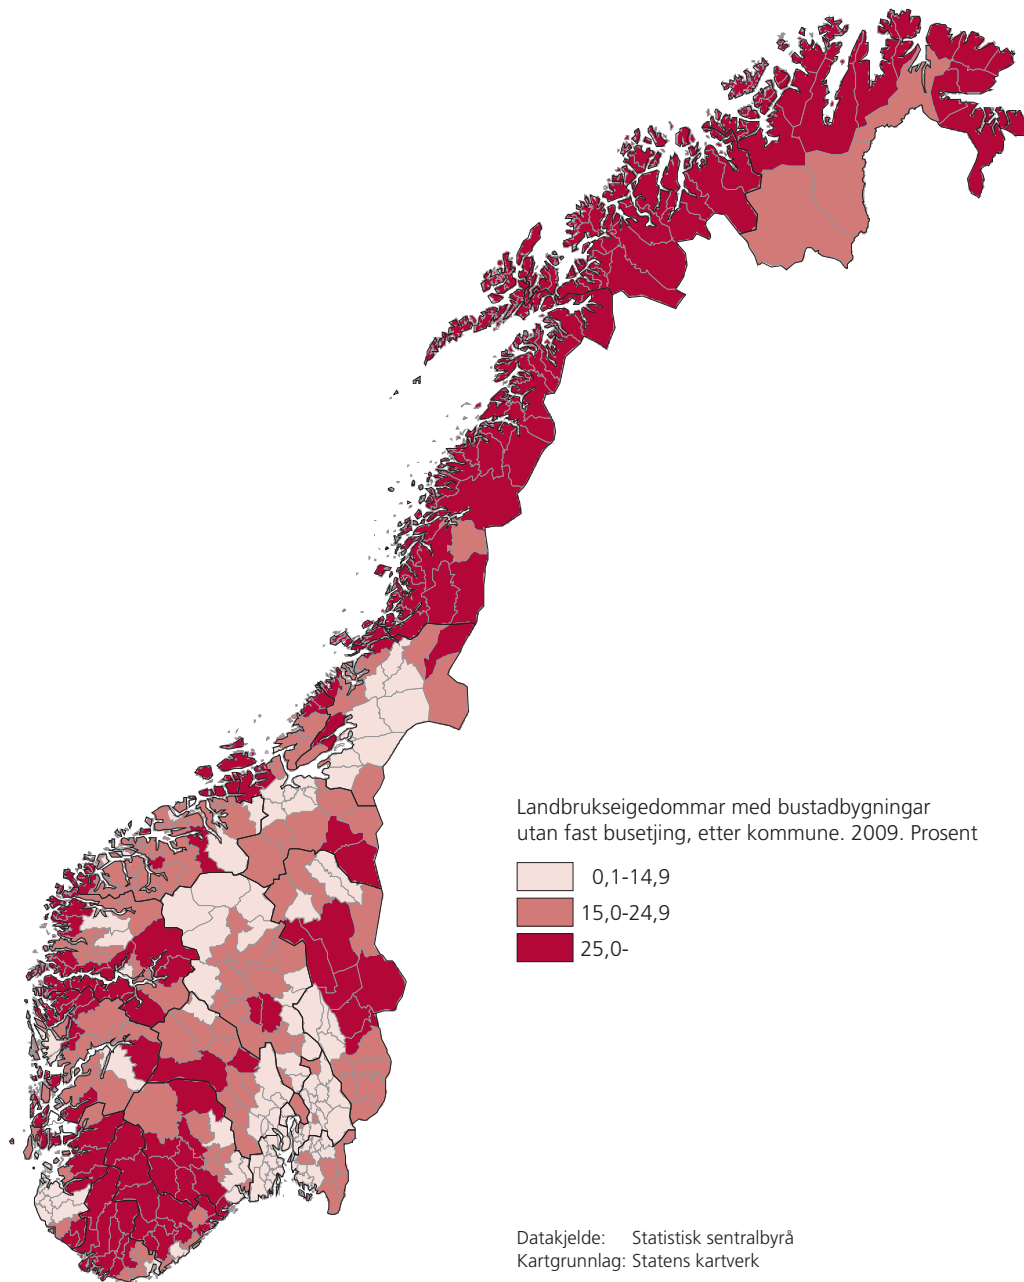 Landbrukseigedommar med bustadbygningar
utan fast busetjing, etter kommune. 2009. Prosent
0,1-14,9
15,0-24,9
25,0-
Datakjelde: Statistisk sentralbyrå
Kartgrunnlag: Statens kartverk